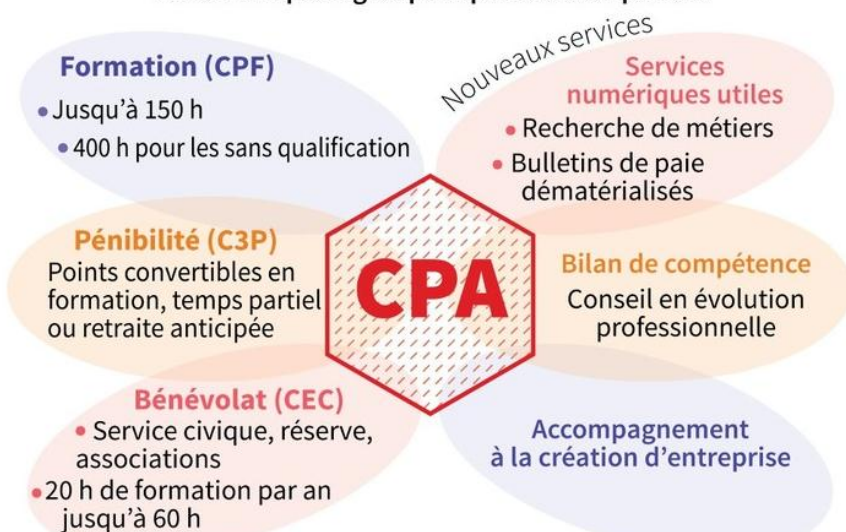 Formation (CPF)
• Jusqu'à 150 h
• 400 h pour les sans qualification
Pénibilité (C3P)
Points convertibles en
formation, temps partiel
ou retraite anticipée
Bénévolat (CEC)
• Service civique, réserve,
associations
• 20 h de formation par an
jusqu'à 60 h
CPA
Nouveaux services
Services
numériques utiles
• Recherche de métiers
• Bulletins de paie
dématérialisés
Bilan de compétence
Conseil en évolution
professionnelle
Accompagnement
à la création d'entreprise